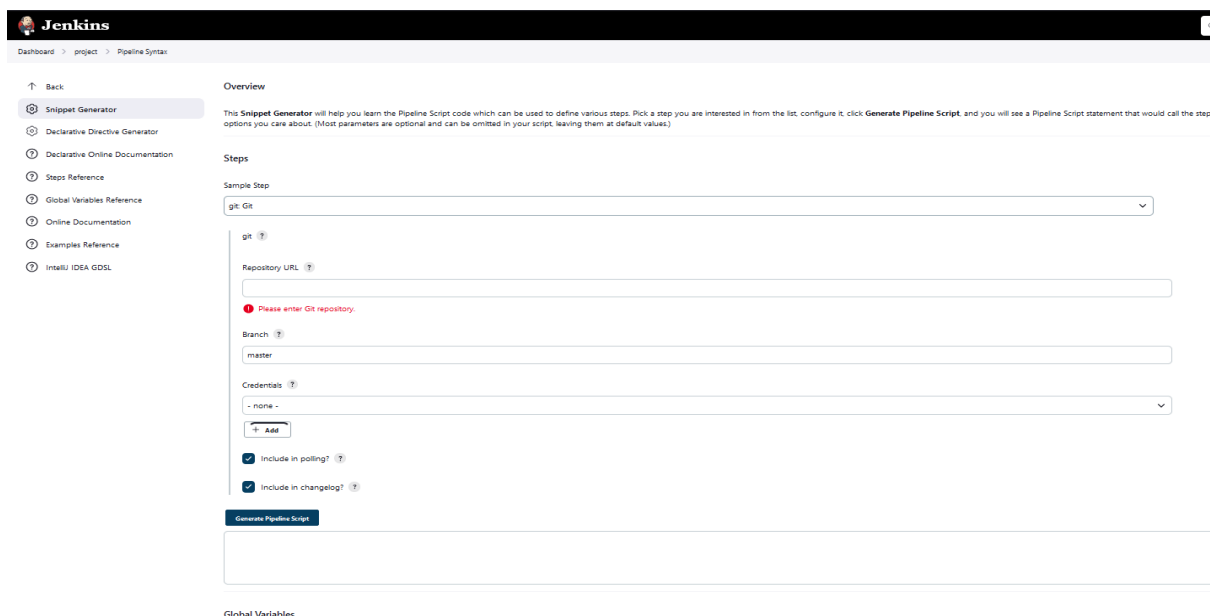 Jenkins
Dashboard > project > Pipeline Syntax
Back
Snippet Generator
Declarative Directive Generator
Declarative Online Documentation
Steps Reference
Global Variables Reference
Online Documentation
Examples Reference
IntelliJ IDEA GDSL
Overview
This Snippet Generator will help you learn the Pipeline Script code which can be used to define various steps. Pick a step you are interested in from the list, configure it, click Generate Pipeline Script, and you will see a Pipeline Script statement that would call the step
options you care about. (Most parameters are optional and can be omitted in your script, leaving them at default values.)
Steps
Sample Step
git: Git
git ?
Repository URL ?
Please enter Git repository.
Branch ?
master
Credentials ?
- none -
+ Add
Include in polling? ?
Include in changelog? ?
Generate Pipeline Script
Global Variables